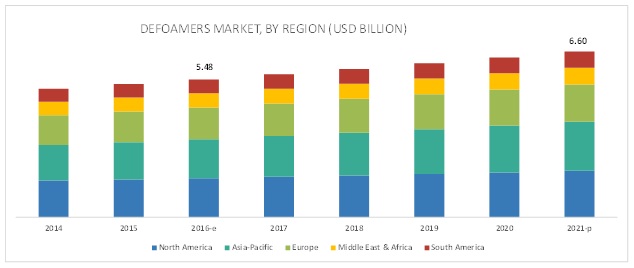 DEFOAMERS MARKET, BY REGION (USD BILLION)
6.60
5.48
2014 2015 2016-e 2017 2018 2019 2020 2021-p
North America Asia-Pacific Europe Middle East & Africa South America